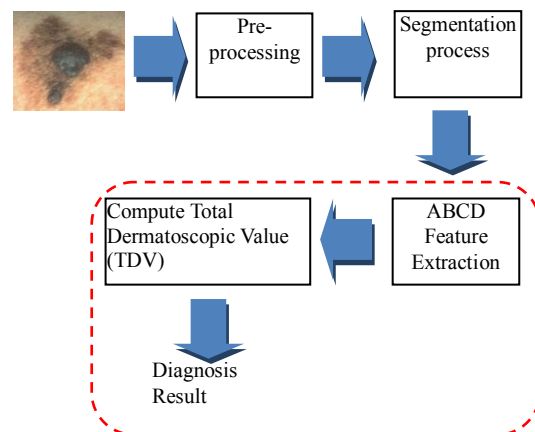 Pre-
processing
Segmentation
process
ABCD
Feature
Extraction
Compute Total
Dermatoscopic Value
(TDV)
Diagnosis
Result